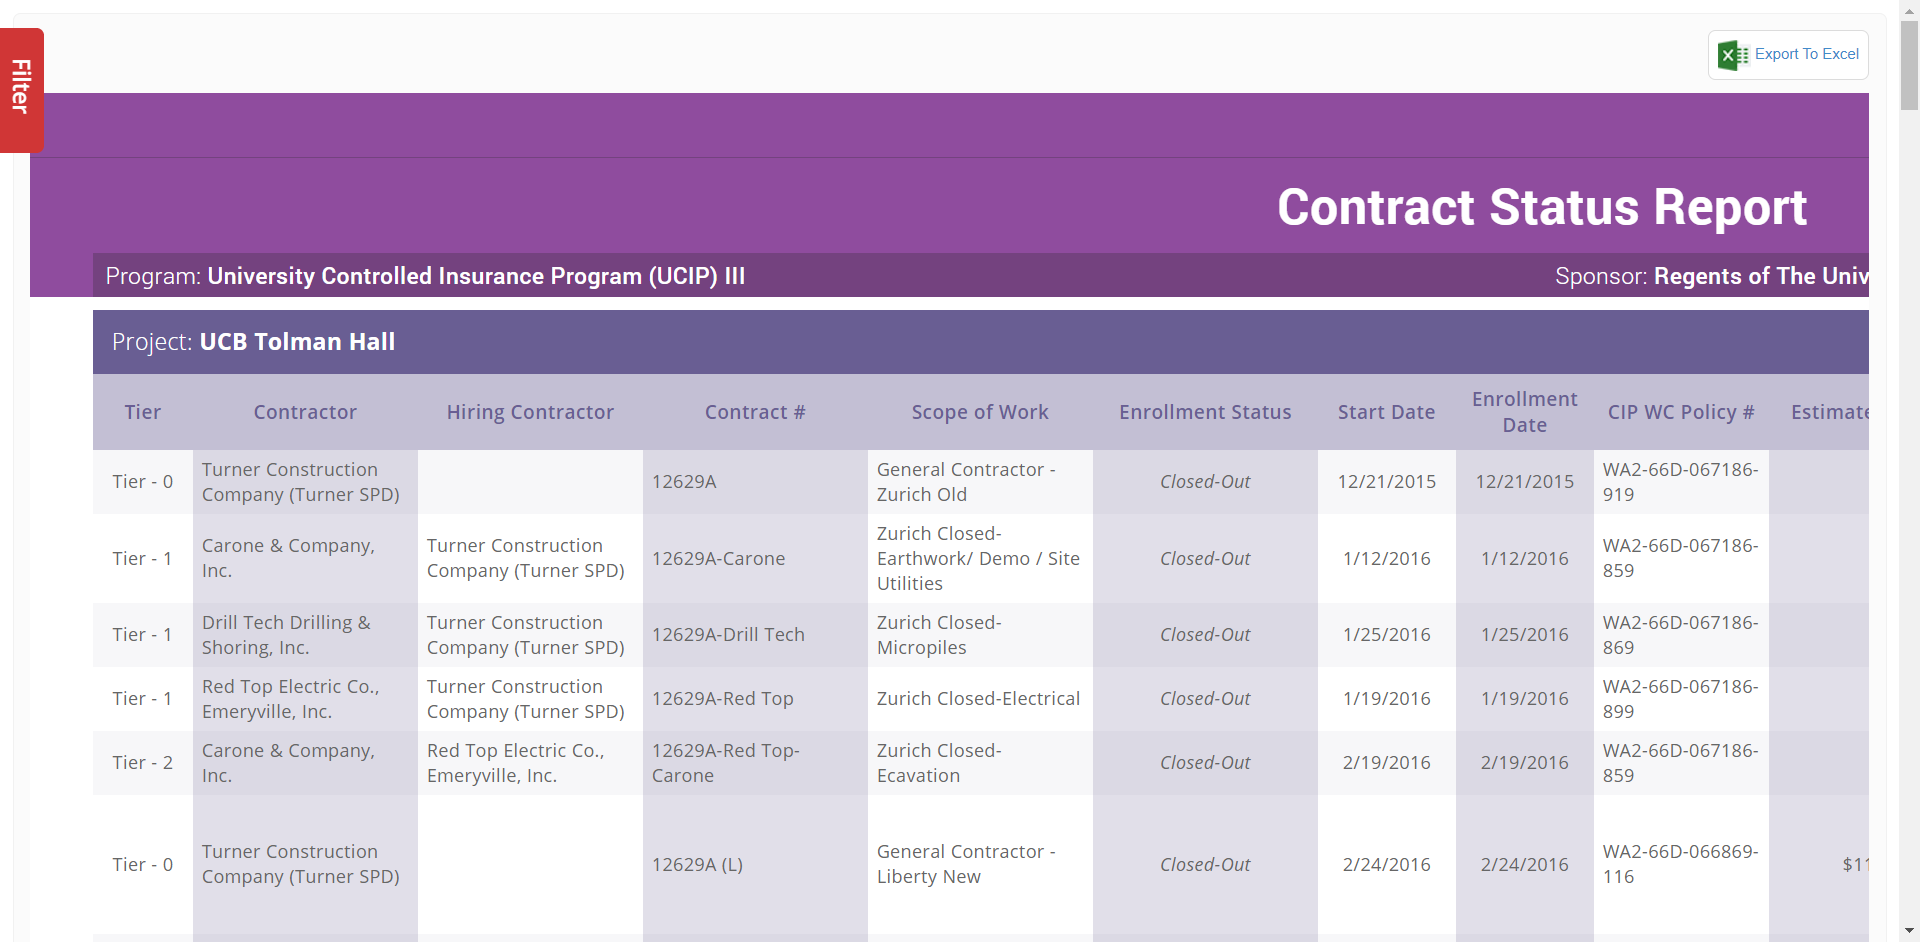 Filter
Export To Excel
Contract Status Report
Program: University Controlled Insurance Program (UCIP) III
Sponsor: Regents of The Univ
Project: UCB Tolman Hall
Tier Contractor Hiring Contractor Contract # Scope of Work Enrollment Status Start Date Enrollment Date CIP WC Policy # Estimate
Tier - 0 Turner Construction Company (Turner SPD) 12629A General Contractor - Zurich Old Closed-Out 12/21/2015 12/21/2015 WA2-66D-067186-919
Tier - 1 Carone & Company, Inc. Turner Construction Company (Turner SPD) 12629A-Carone Zurich Closed-Earthwork/ Demo / Site Utilities Closed-Out 1/12/2016 1/12/2016 WA2-66D-067186-859
Tier - 1 Drill Tech Drilling & Shoring, Inc. Turner Construction Company (Turner SPD) 12629A-Drill Tech Zurich Closed-Micropiles Closed-Out 1/25/2016 1/25/2016 WA2-66D-067186-869
Tier - 1 Red Top Electric Co., Emeryville, Inc. Turner Construction Company (Turner SPD) 12629A-Red Top Zurich Closed-Electrical Closed-Out 1/19/2016 1/19/2016 WA2-66D-067186-899
Tier - 2 Carone & Company, Inc. Red Top Electric Co., Emeryville, Inc. 12629A-Red Top-Carone Zurich Closed-Ecavation Closed-Out 2/19/2016 2/19/2016 WA2-66D-067186-859
Tier - 0 Turner Construction Company (Turner SPD) 12629A (L) General Contractor - Liberty New Closed-Out 2/24/2016 2/24/2016 WA2-66D-066869-116 $11